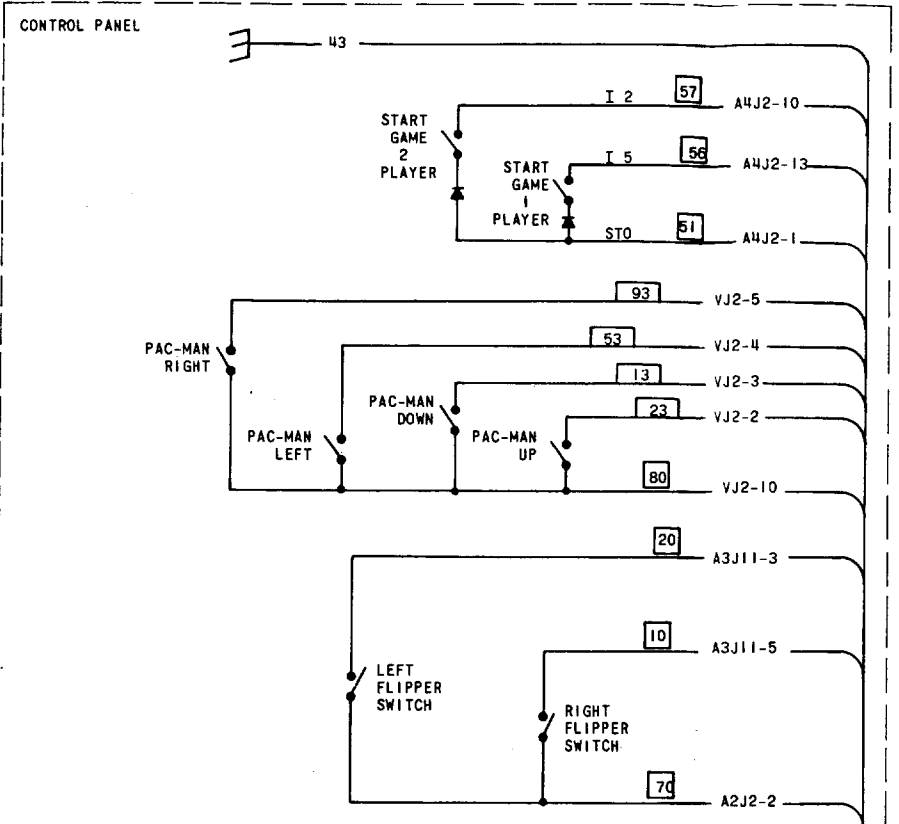 CONTROL PANEL
43
I 2
57
A4J2-10
START
GAME
2
PLAYER
I 5
56
A4J2-13
START
GAME
1
PLAYER
STO
51
A4J2-1
93
VJ2-5
PAC-MAN
RIGHT
53
VJ2-4
13
VJ2-3
PAC-MAN
DOWN
23
VJ2-2
PAC-MAN
LEFT
PAC-MAN
UP
80
VJ2-10
20
A3J11-3
10
A3J11-5
LEFT
FLIPPER
SWITCH
RIGHT
FLIPPER
SWITCH
70
A2J2-2